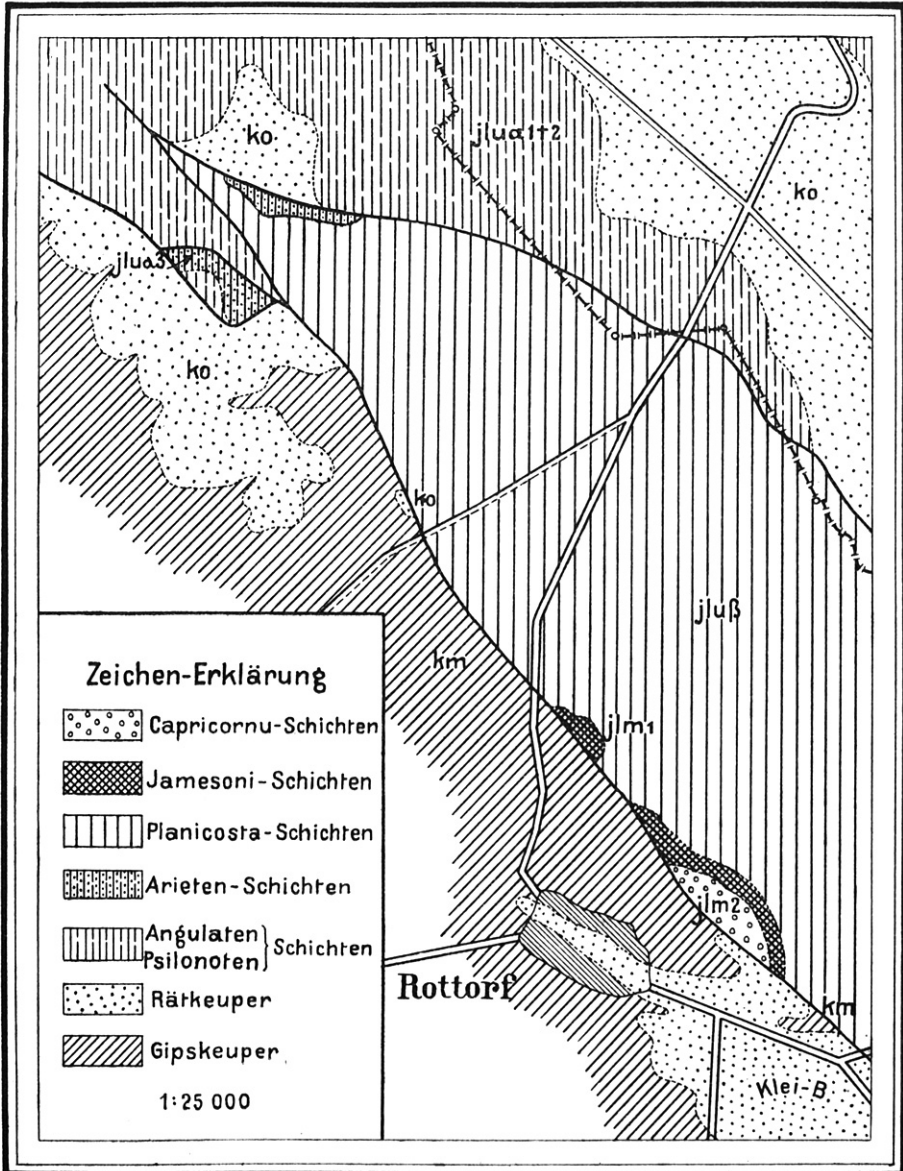 ko
jluα1+2
ko
jluα3
ko
ko
jluß
km
jlm1
jlm2
Rottorf
km
Klei-B
Zeichen-Erklärung
Capricornu-Schichten
Jamesoni-Schichten
Planicosta-Schichten
Arieten-Schichten
Angulaten
Psilonoten } Schichten
Rätkeuper
Gipskeuper
1:25 000